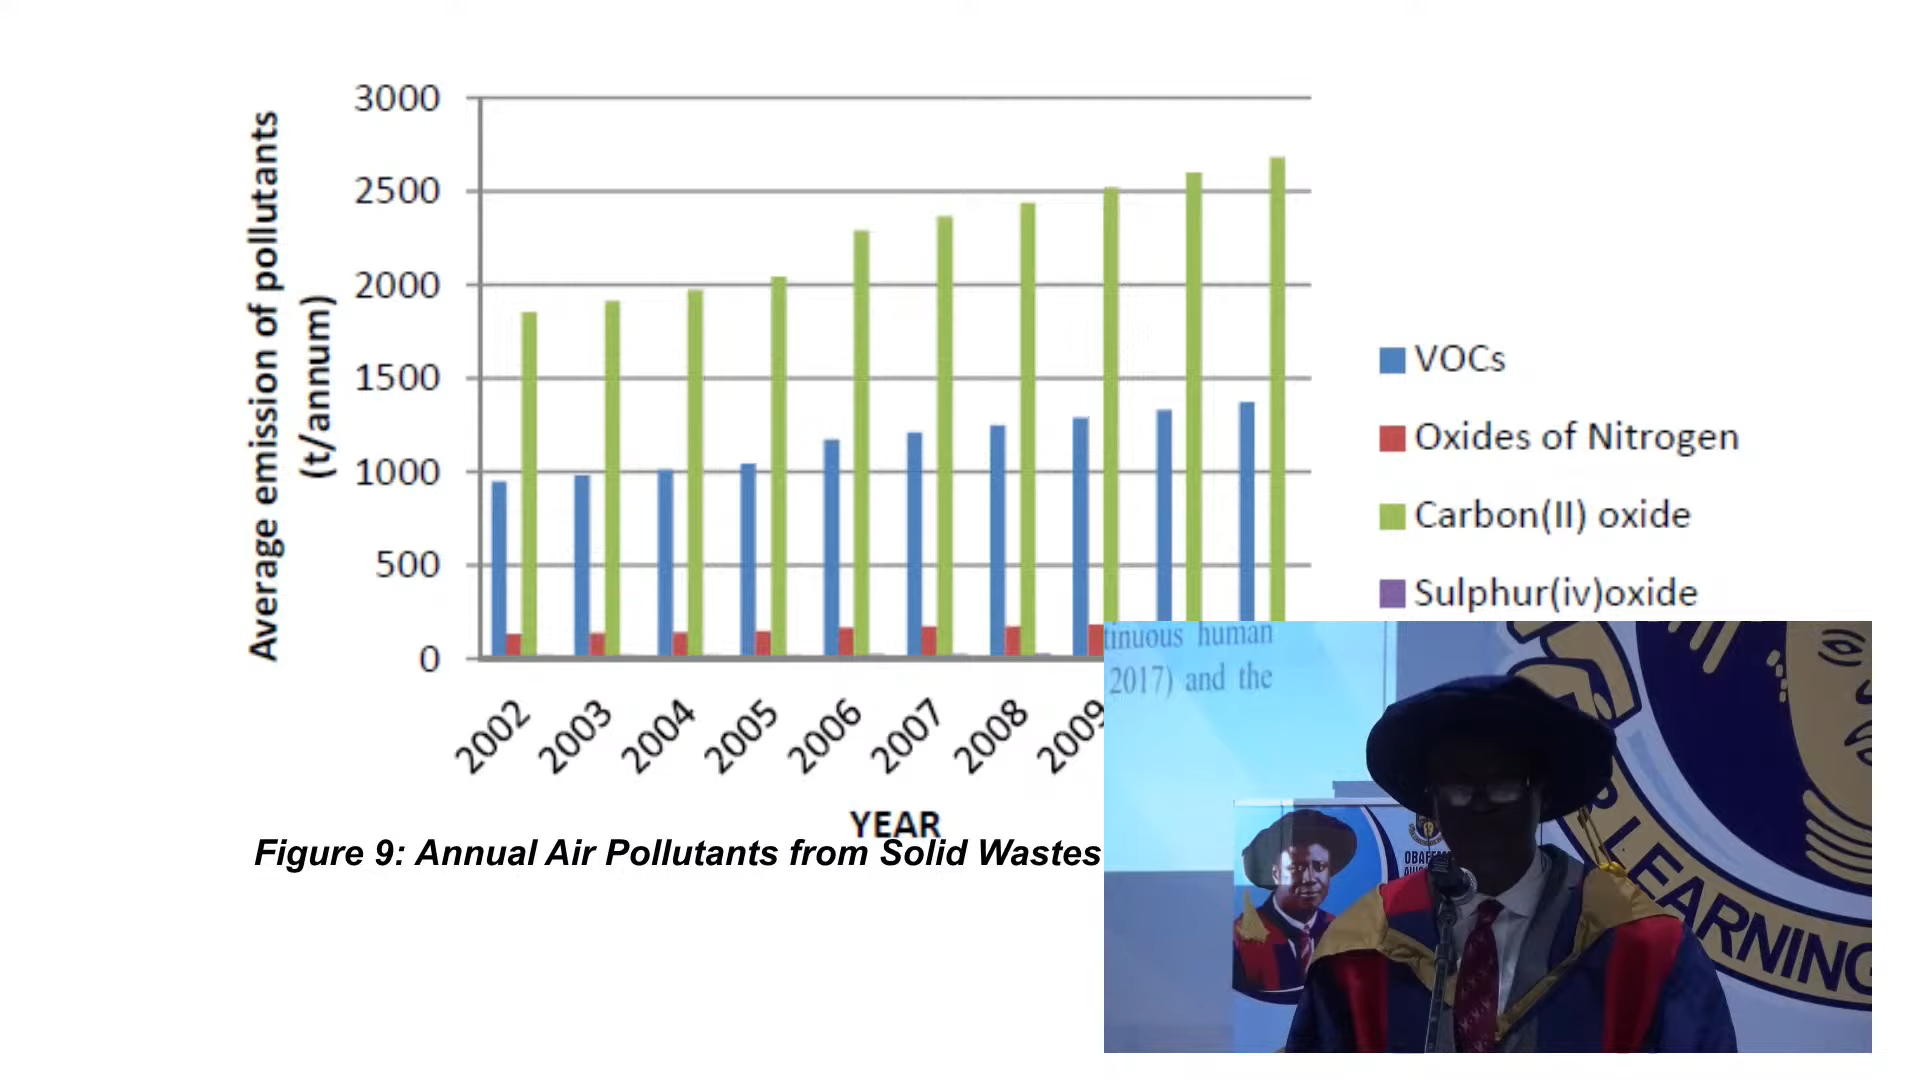 3000
2500
2000
1500
1000
500
0
Average emission of pollutants
(t/annum)
2002
2003
2004
2005
2006
2007
2008
2009
YEAR
VOCs
Oxides of Nitrogen
Carbon(II) oxide
Sulphur(iv)oxide
Figure 9: Annual Air Pollutants from Solid Wastes
human
2017) and the
LEARNING